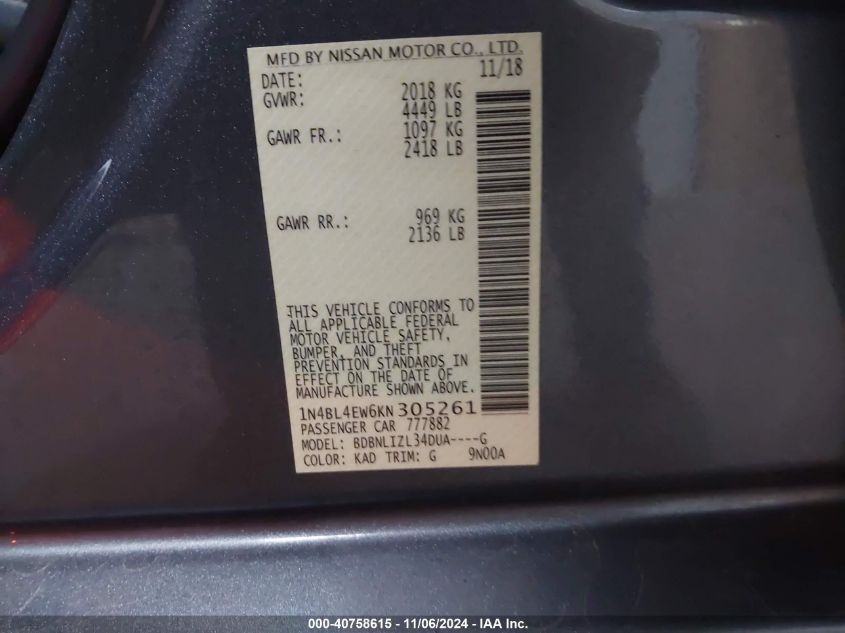 MFD BY NISSAN MOTOR CO., LTD.
DATE: 11/18
GVWR: 2018 KG
4449 LB
GAWR FR.: 1097 KG
2418 LB
GAWR RR.: 969 KG
2136 LB
THIS VEHICLE CONFORMS TO
ALL APPLICABLE FEDERAL
MOTOR VEHICLE SAFETY,
BUMPER, AND THEFT
PREVENTION STANDARDS IN
EFFECT ON THE DATE OF
MANUFACTURE SHOWN ABOVE.
1N4BL4EW6KN305261
PASSENGER CAR 777882
MODEL: BDBNLIZL34DUA----G
COLOR: KAD TRIM: G 9N00A
000-40758615 - 11/06/2024 - IAA Inc.